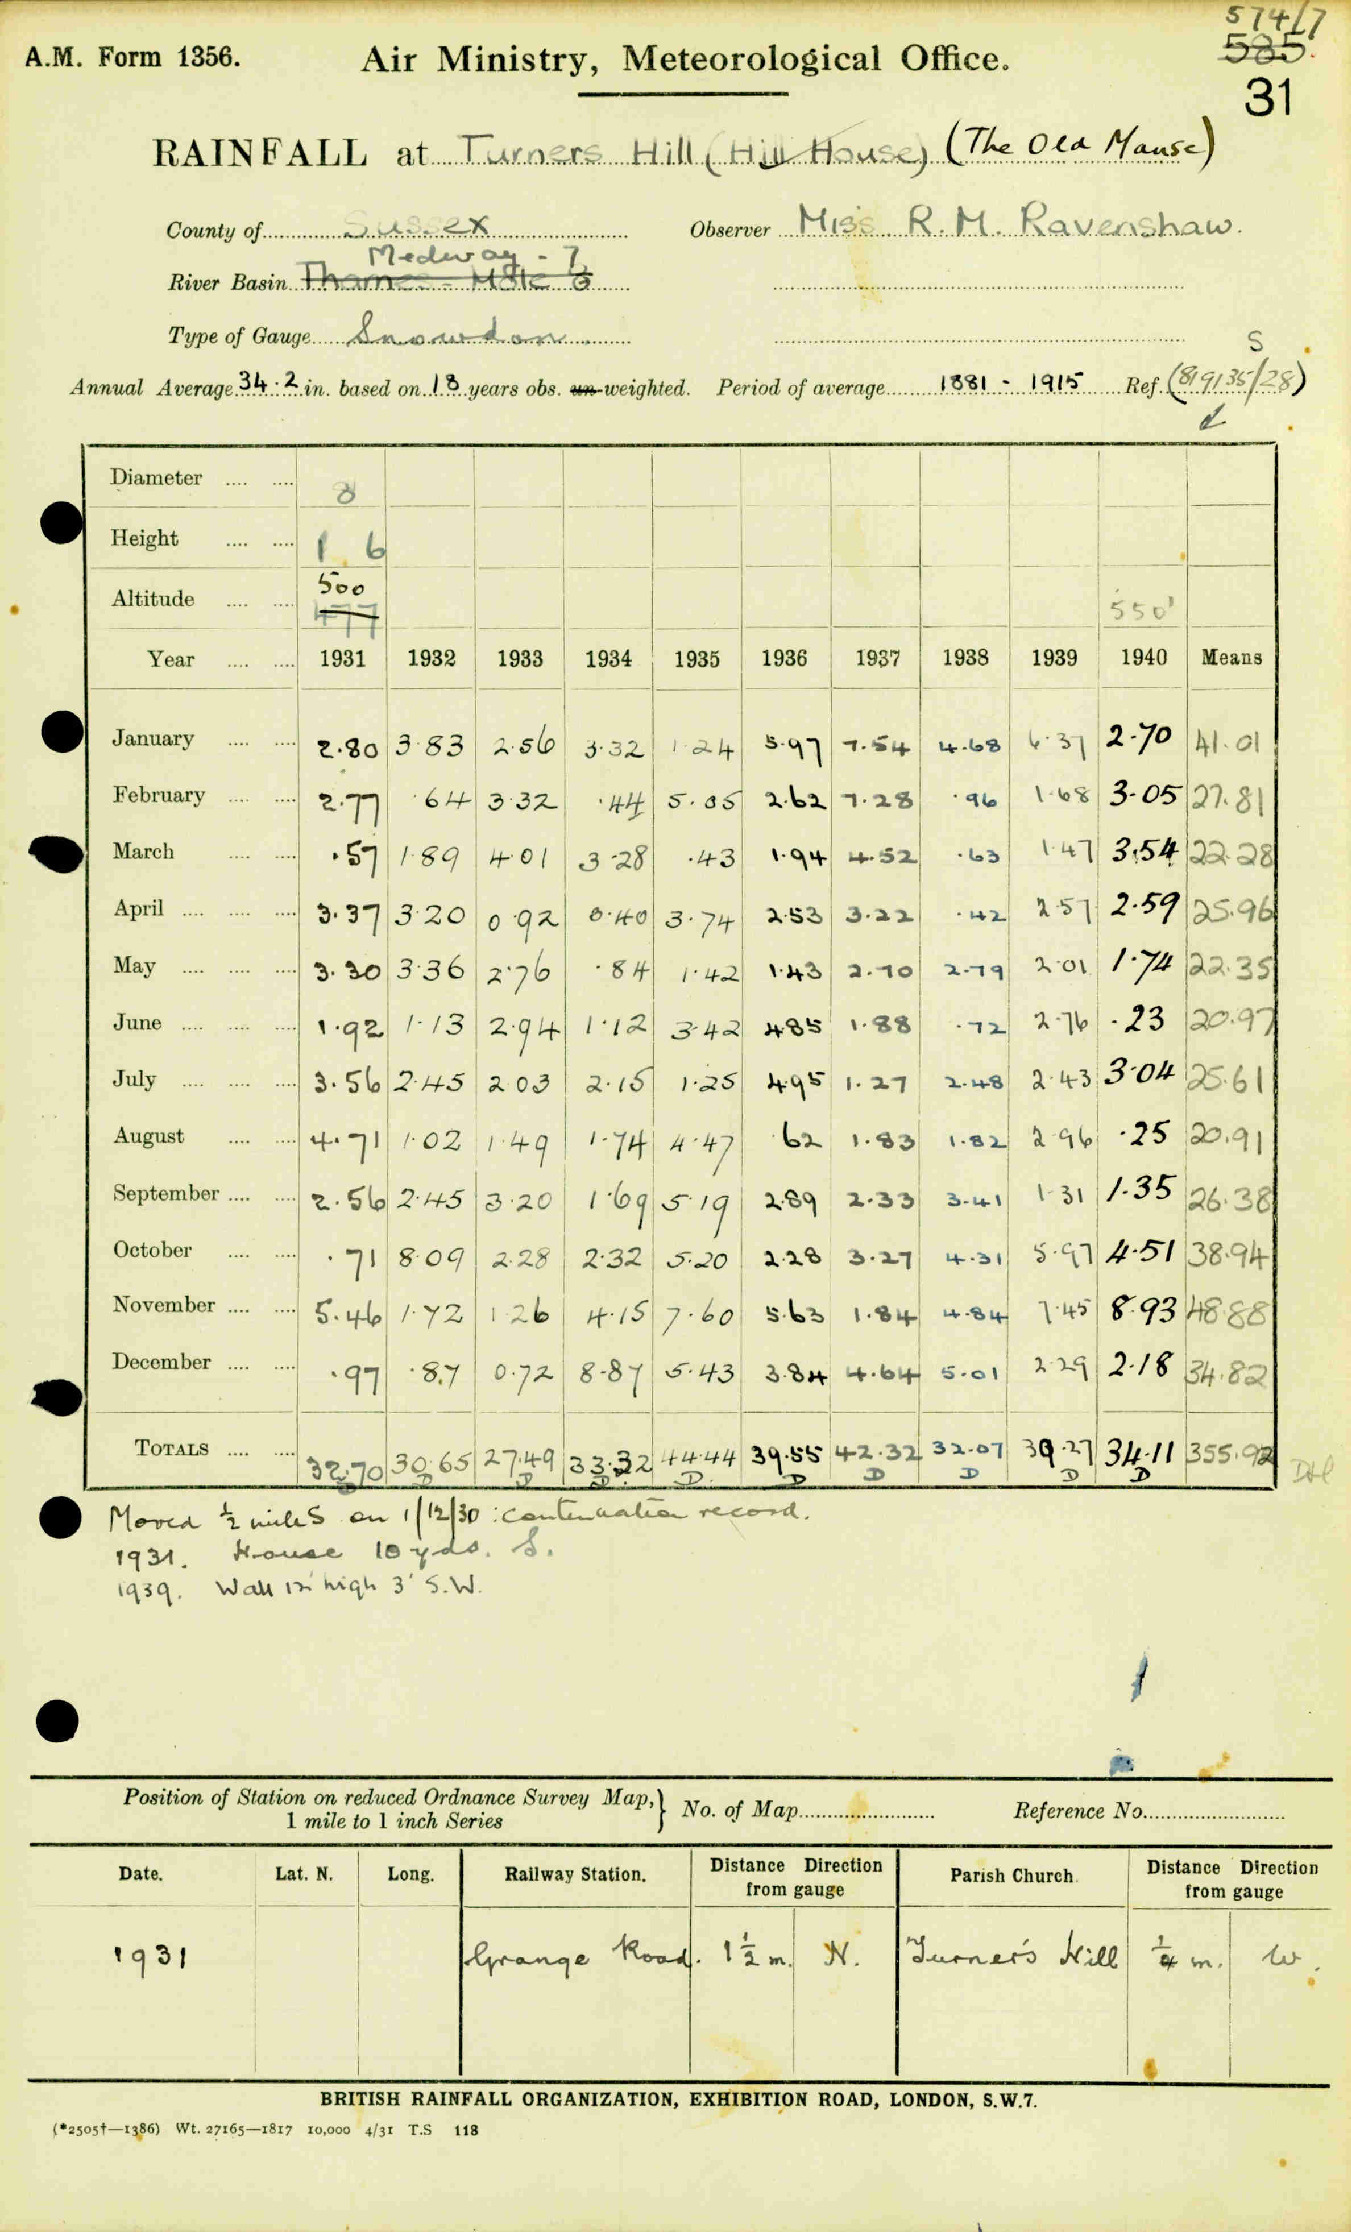 574/7
585.
31
A.M. Form 1356.
Air Ministry, Meteorological Office.
RAINFALL at Turners Hill (Hill House) (The Old Manse)
County of Sussex Observer Miss R. M. Ravenshaw.
Medway - 7
River Basin Thames - Mole 6
Type of Gauge Snowdon
S
Annual Average 34.2 in. based on 18 years obs. un-weighted. Period of average 1881 - 1915 Ref. (819135/28)
Diameter 8
Height 1 6
500
Altitude 477 550'
Year 1931 1932 1933 1934 1935 1936 1937 1938 1939 1940 Means
January 2.80 3.83 2.56 3.32 1.24 5.97 7.54 4.68 6.37 2.70 41.01
February 2.77 .64 3.32 .44 5.05 2.62 7.28 .96 1.68 3.05 27.81
March .57 1.89 4.01 3.28 .43 1.94 4.52 .63 1.47 3.54 22.28
April 3.37 3.20 0.92 3.40 3.74 2.53 3.22 .42 2.57 2.59 25.96
May 3.30 3.36 2.76 .84 1.42 1.43 2.70 2.79 2.01 1.74 22.35
June 1.92 1.13 2.94 1.12 3.42 4.85 1.88 .72 2.76 .23 20.97
July 3.56 2.45 2.03 2.15 1.25 4.95 1.27 2.48 2.43 3.04 25.61
August 4.71 1.02 1.49 1.74 4.47 .62 1.83 1.82 2.96 .25 20.91
September 2.56 2.45 3.20 1.69 5.19 2.89 2.33 3.41 1.31 1.35 26.38
October .71 8.09 2.28 2.32 5.20 2.28 3.27 4.31 5.97 4.51 38.94
November 5.46 1.72 1.26 4.15 7.60 5.63 1.84 4.84 7.45 8.93 48.88
December .97 .87 0.72 8.87 5.43 3.84 4.64 5.01 2.29 2.18 34.82
TOTALS 32.70 30.65 27.49 33.32 44.44 39.55 42.32 32.07 39.27 34.11 355.92
D D D D D D D D D D
Moved ½ miles on 1/12/30 : continuation record.
1931. House 10 yds. S.
1939. Wall 12' high 3' S.W.
Position of Station on reduced Ordnance Survey Map,} No. of Map Reference No.
1 mile to 1 inch Series
Date. Lat. N. Long. Railway Station. Distance Direction from gauge Parish Church Distance Direction from gauge
1931 Grange Road. 1½ m. N. Turner's Hill ¼ m. W.
BRITISH RAINFALL ORGANIZATION, EXHIBITION ROAD, LONDON, S.W.7.
(*2505†—1386) Wt. 27165—1817 10,000 4/31 T.S 118